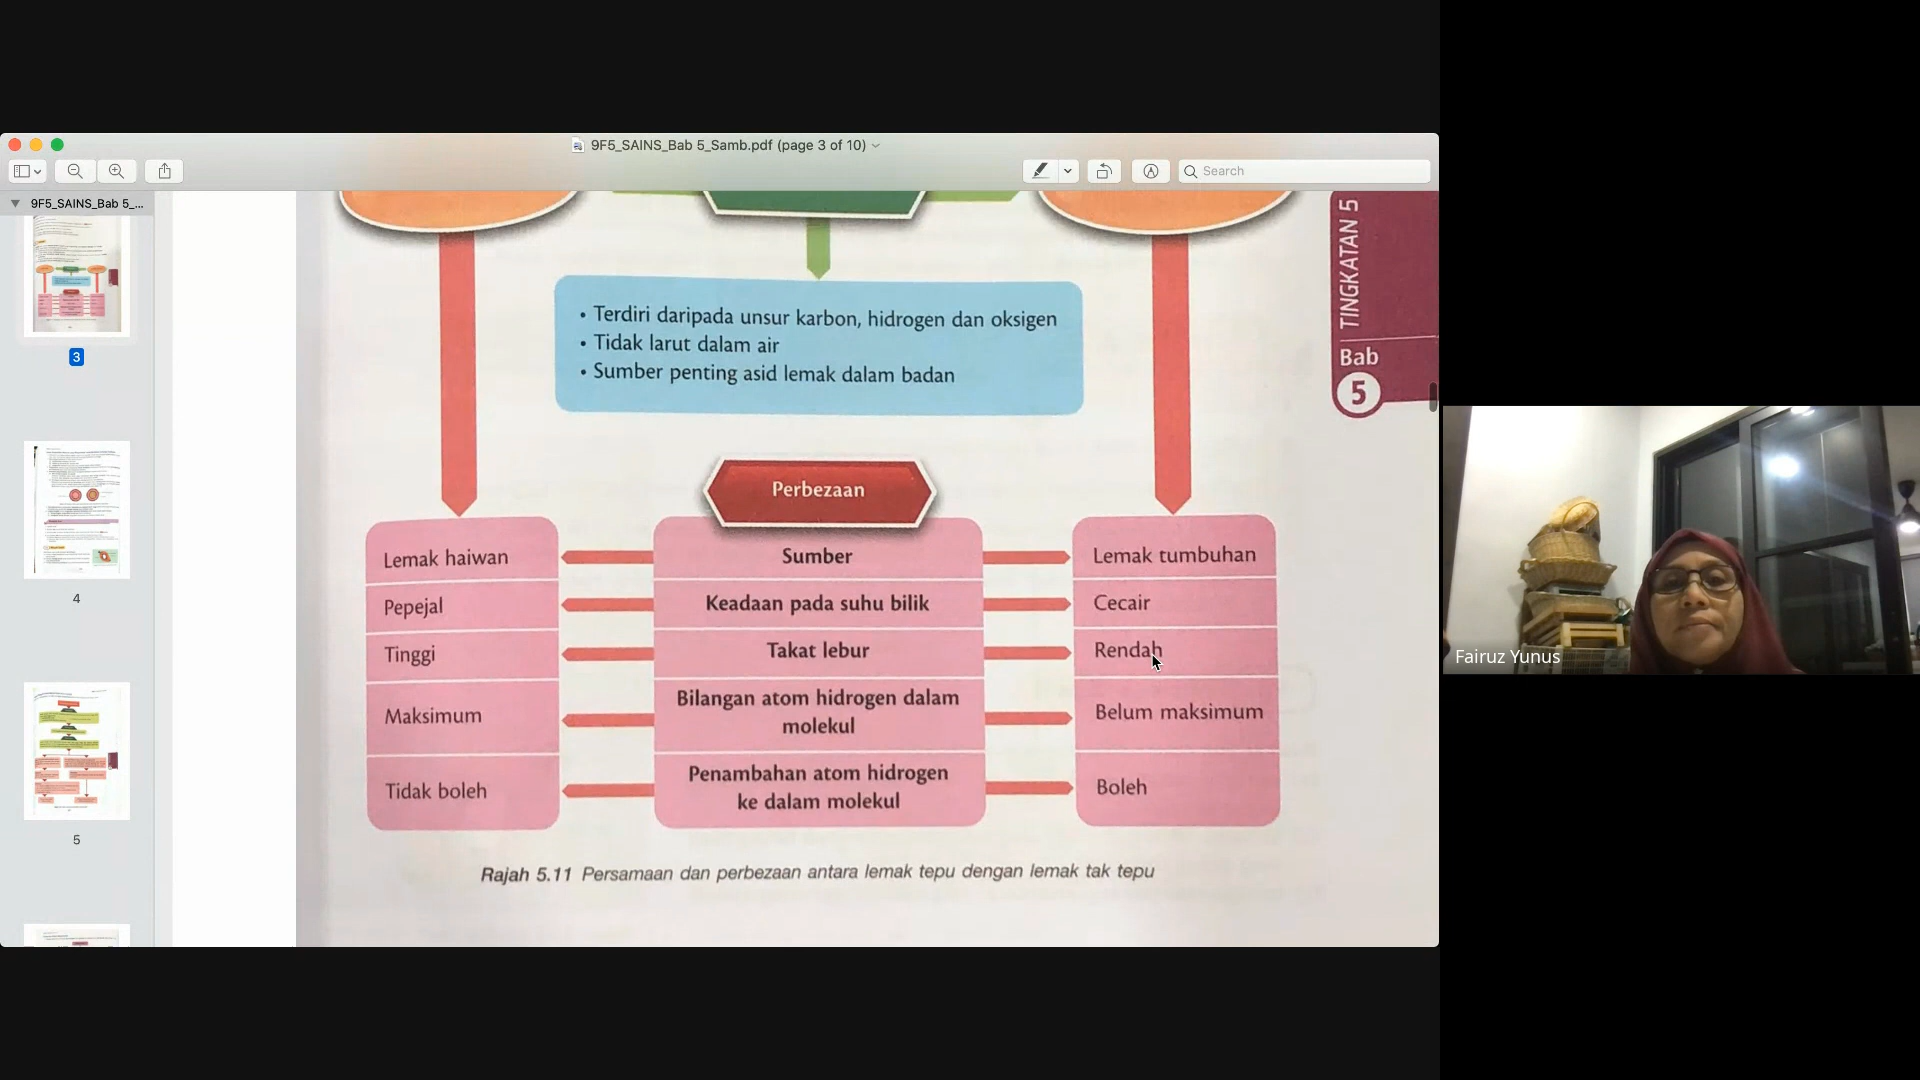 9F5_SAINS_Bab 5_Samb.pdf (page 3 of 10)
Search
9F5_SAINS_Bab 5_...
3
4
5
TINGKATAN 5
Bab
5
• Terdiri daripada unsur karbon, hidrogen dan oksigen
• Tidak larut dalam air
• Sumber penting asid lemak dalam badan
Perbezaan
Lemak haiwan
Sumber
Lemak tumbuhan
Pepejal
Keadaan pada suhu bilik
Cecair
Tinggi
Takat lebur
Rendah
Maksimum
Bilangan atom hidrogen dalam
molekul
Belum maksimum
Tidak boleh
Penambahan atom hidrogen
ke dalam molekul
Boleh
Rajah 5.11 Persamaan dan perbezaan antara lemak tepu dengan lemak tak tepu
Fairuz Yunus